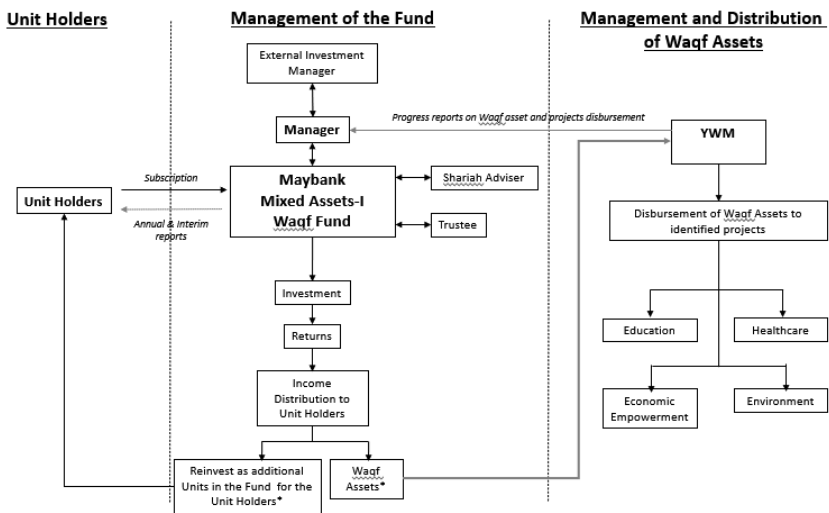 Unit Holders
Management of the Fund
Management and Distribution
of Waqf Assets
External Investment
Manager
Manager
Progress reports on Waqf asset and projects disbursement
YWM
Subscription
Unit Holders
Annual & Interim
reports
Maybank
Mixed Assets-I
Waqf Fund
Shariah Adviser
Trustee
Disbursement of Waqf Assets to
identified projects
Investment
Returns
Education
Healthcare
Income
Distribution to
Unit Holders
Economic
Empowerment
Environment
Reinvest as additional
Units in the Fund for the
Unit Holders*
Waqf
Assets*